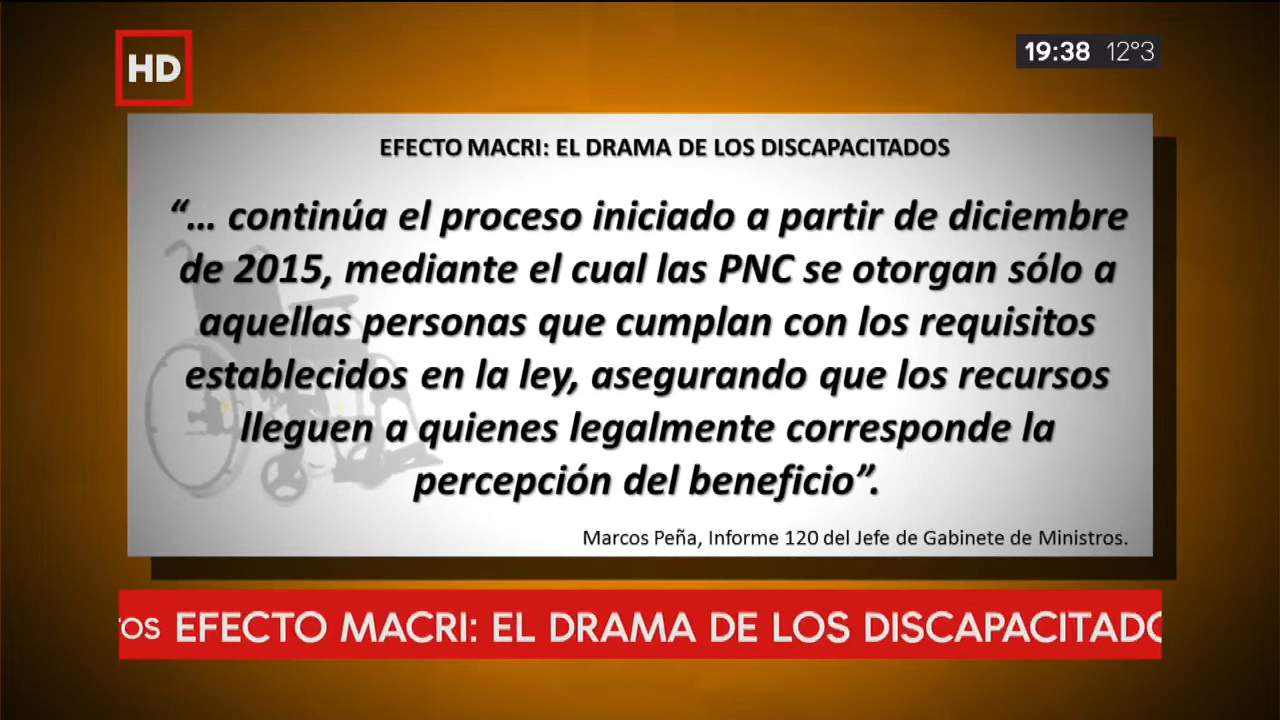 HD
19:38 12°3
EFECTO MACRI: EL DRAMA DE LOS DISCAPACITADOS
“... continúa el proceso iniciado a partir de diciembre
de 2015, mediante el cual las PNC se otorgan sólo a
aquellas personas que cumplan con los requisitos
establecidos en la ley, asegurando que los recursos
lleguen a quienes legalmente corresponde la
percepción del beneficio”.
Marcos Peña, Informe 120 del Jefe de Gabinete de Ministros.
TOS EFECTO MACRI: EL DRAMA DE LOS DISCAPACITADO